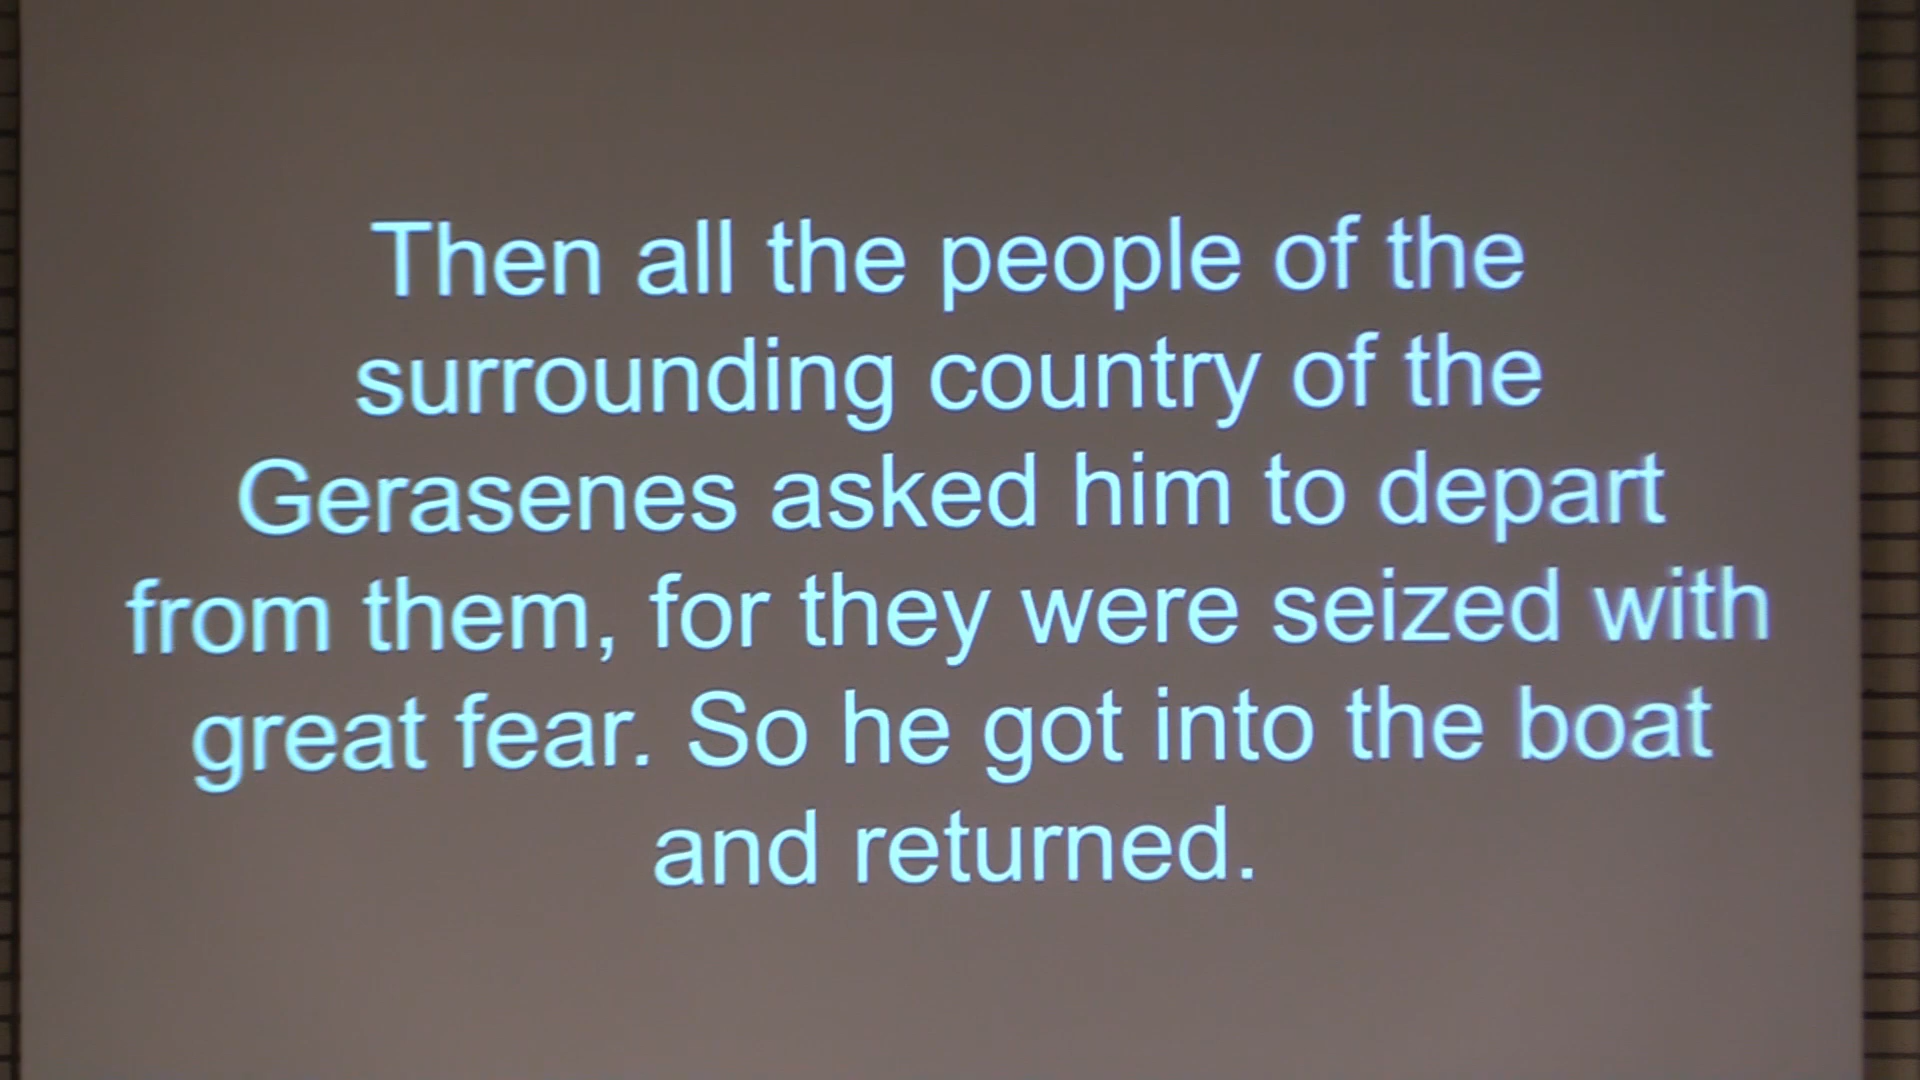 Then all the people of the
surrounding country of the
Gerasenes asked him to depart
from them, for they were seized with
great fear. So he got into the boat
and returned.